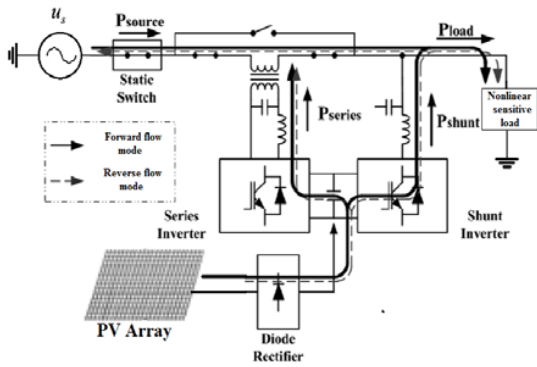 u_s
P_source
P_load
Static
Switch
Nonlinear
sensitive
load
P_series
P_shunt
Forward flow
mode
Reverse flow
mode
Series
Inverter
Shunt
Inverter
PV Array
Diode
Rectifier